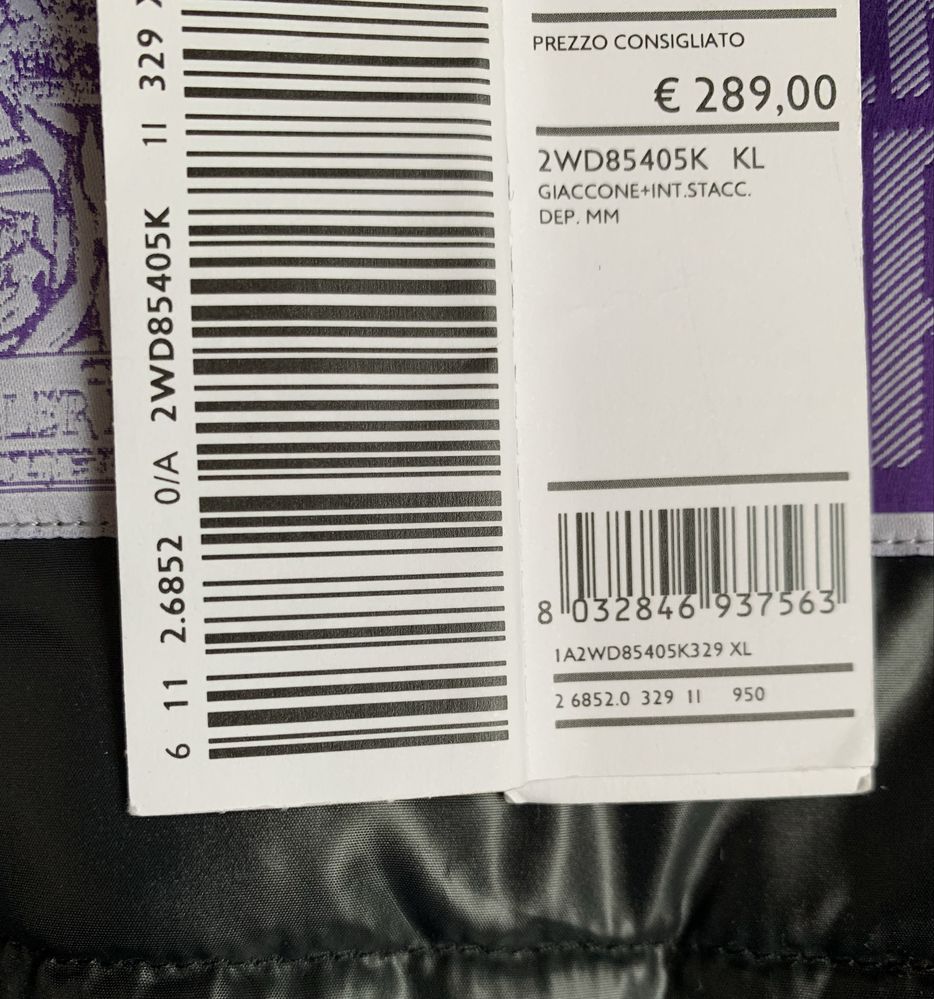 6 11 2.6852 0/A 2WD85405K 11 329 X
PREZZO CONSIGLIATO
€ 289,00
2WD85405K KL
GIACCONE+INT.STACC.
DEP. MM
8 032846 937563
1A2WD85405K329 XL
2 6852.0 329 11 950